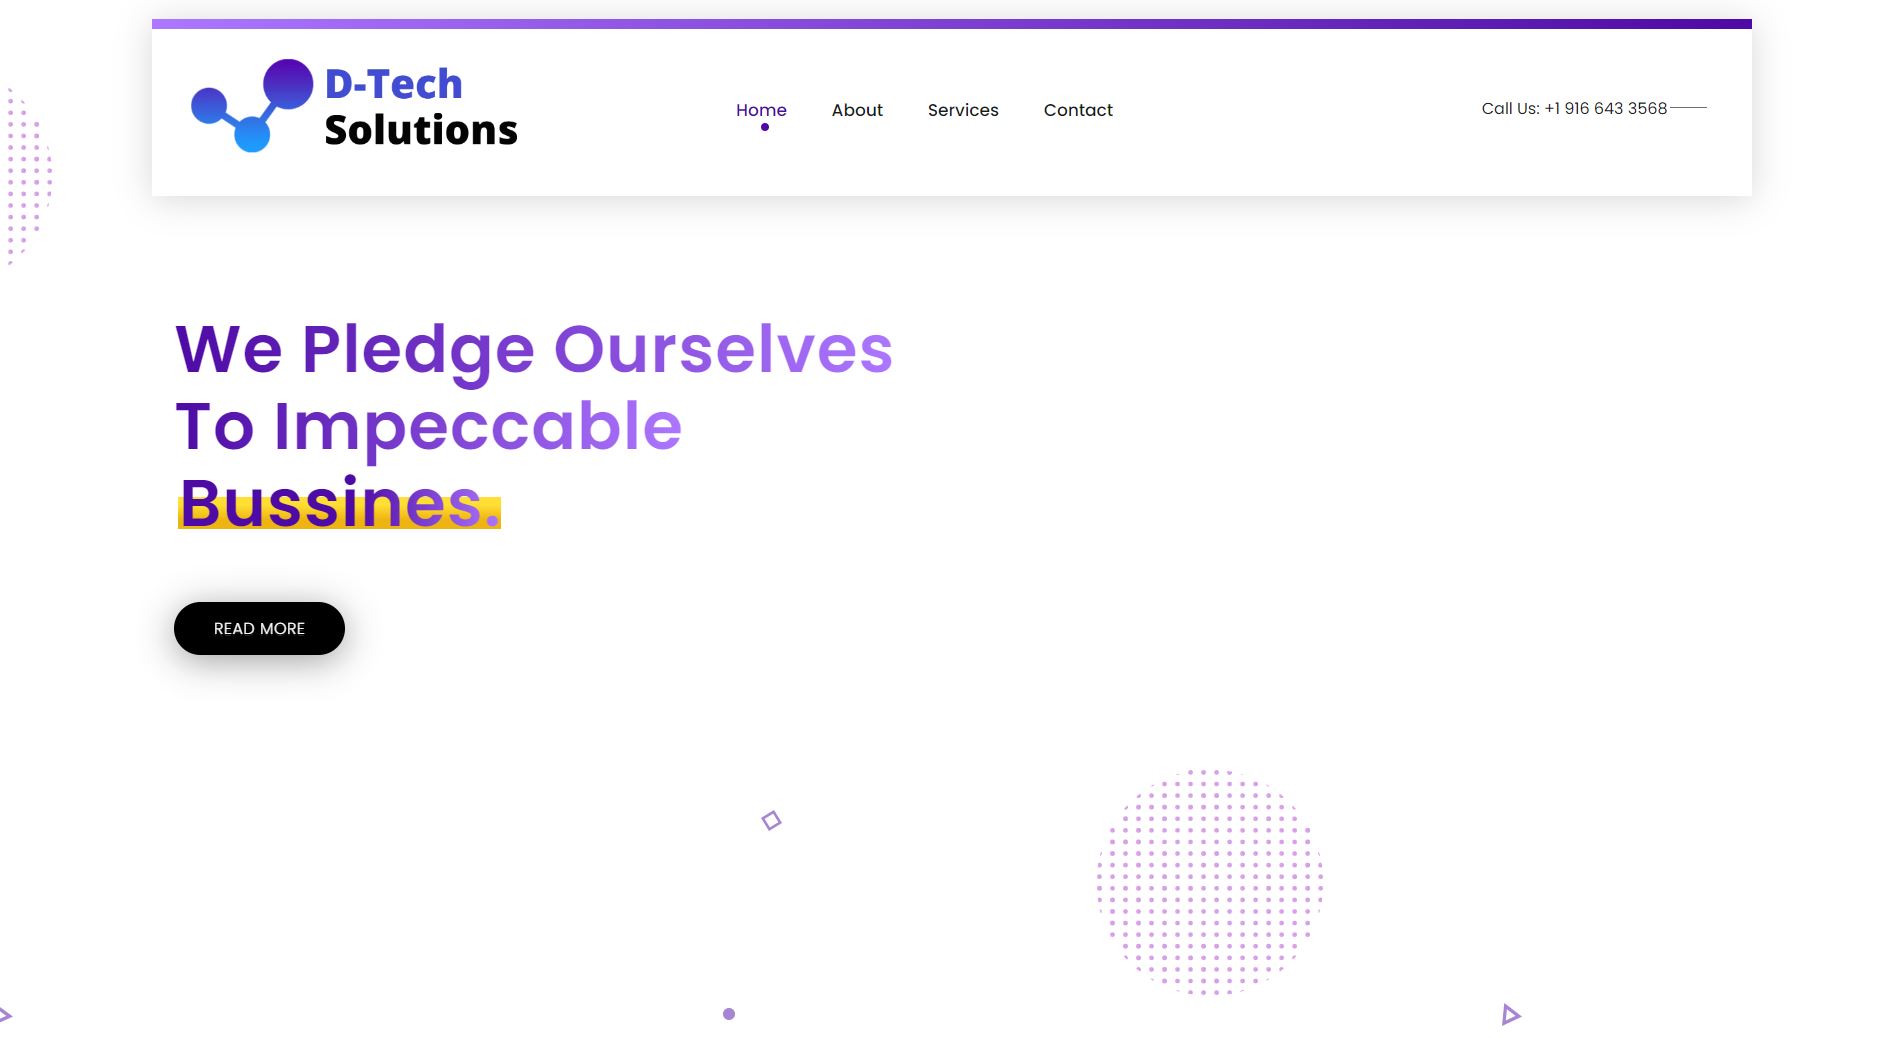 D-Tech
Solutions
Home About Services Contact
Call Us: +1 916 643 3568
We Pledge Ourselves
To Impeccable
Bussines.
READ MORE